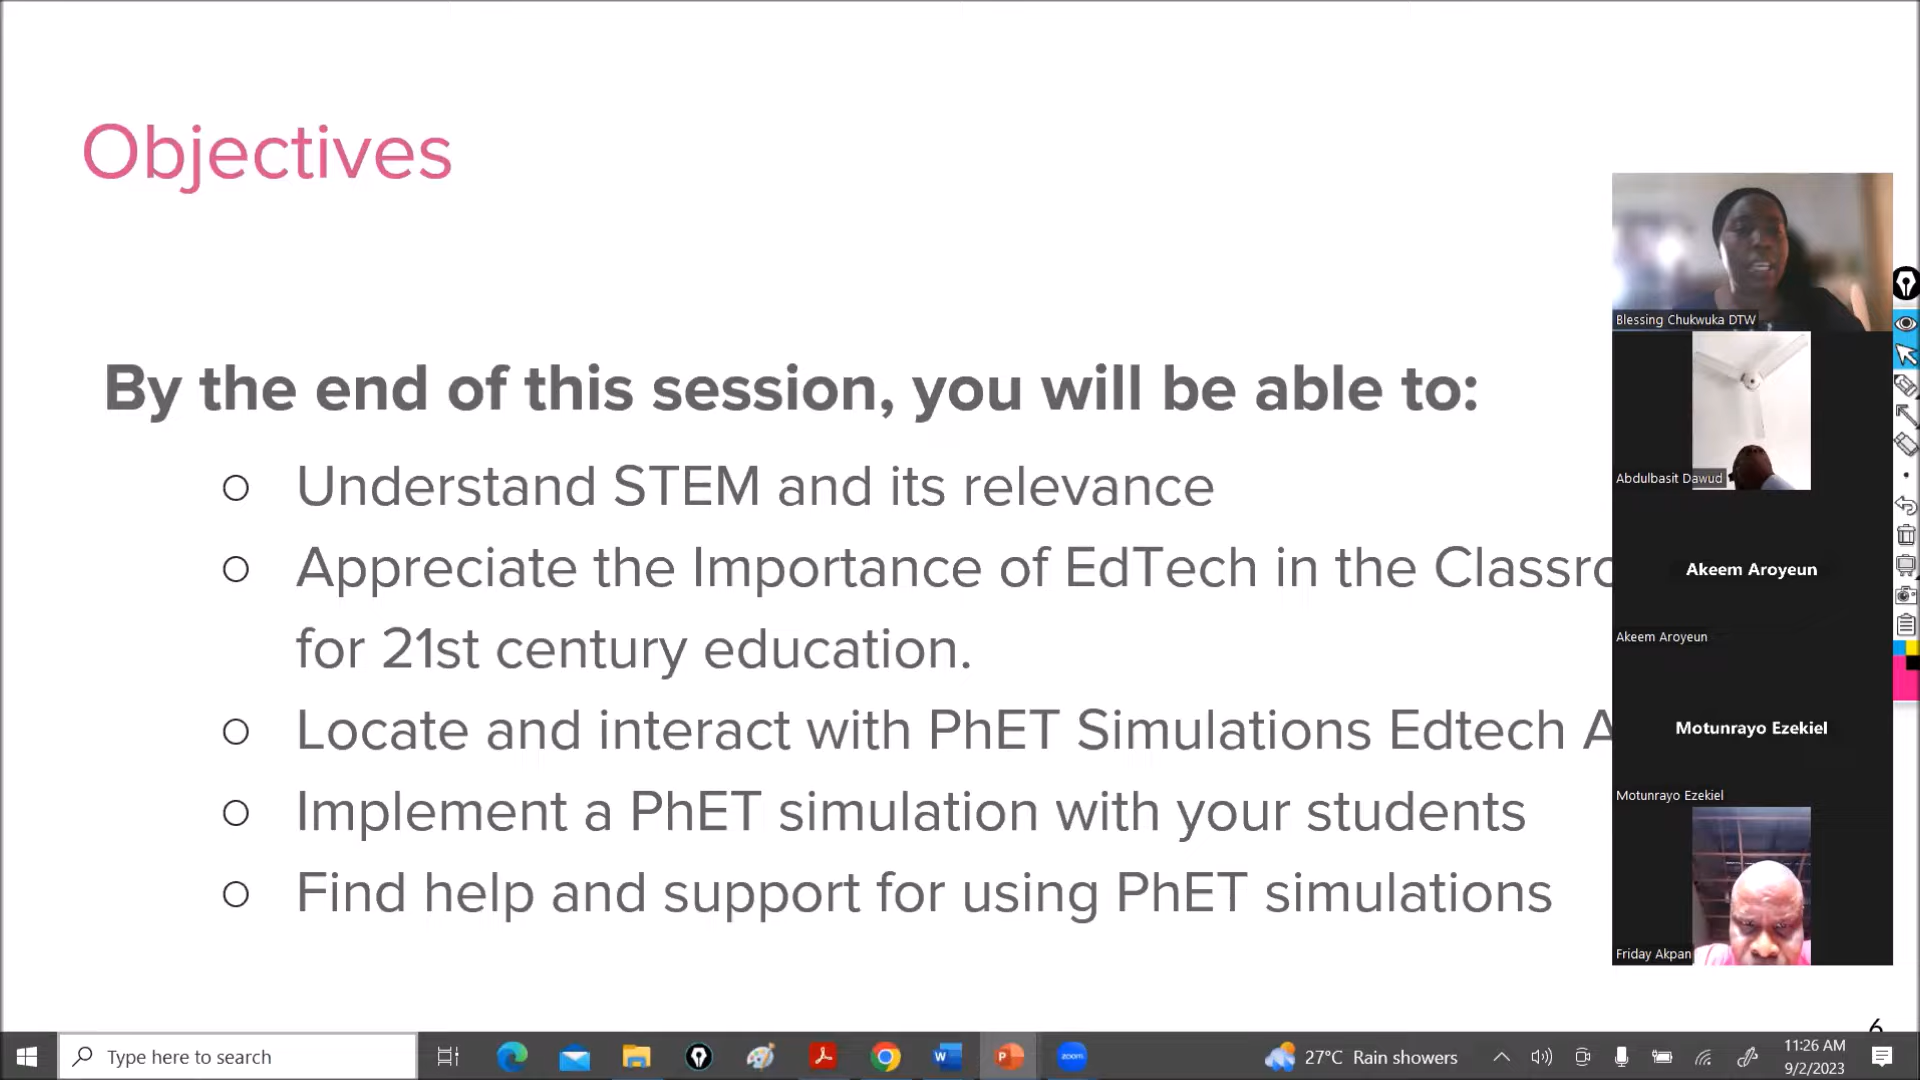 Objectives
By the end of this session, you will be able to:
Understand STEM and its relevance
Appreciate the Importance of EdTech in the Classro
for 21st century education.
Locate and interact with PhET Simulations Edtech A
Implement a PhET simulation with your students
Find help and support for using PhET simulations
Blessing Chukwuka DTW
Abdulbasit Dawud
Akeem Aroyeun
Akeem Aroyeun
Motunrayo Ezekiel
Motunrayo Ezekiel
Friday Akpan
6
Type here to search
zoom
27°C Rain showers
11:26 AM
9/2/2023